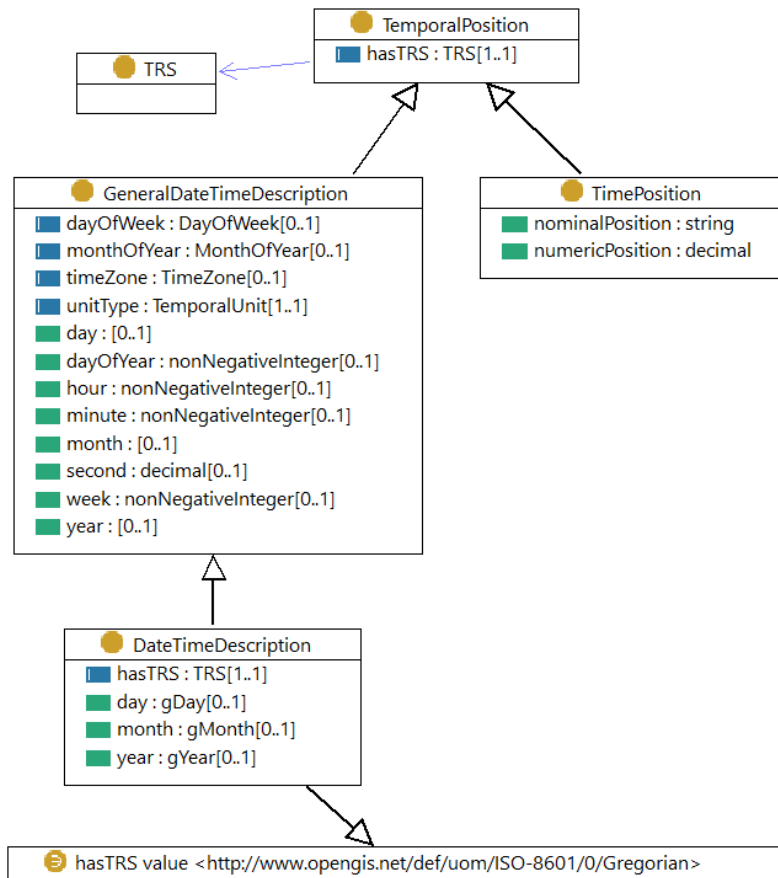 TemporalPosition
hasTRS : TRS[1..1]
TRS
GeneralDateTimeDescription
dayOfWeek : DayOfWeek[0..1]
monthOfYear : MonthOfYear[0..1]
timeZone : TimeZone[0..1]
unitType : TemporalUnit[1..1]
day : [0..1]
dayOfYear : nonNegativeInteger[0..1]
hour : nonNegativeInteger[0..1]
minute : nonNegativeInteger[0..1]
month : [0..1]
second : decimal[0..1]
week : nonNegativeInteger[0..1]
year : [0..1]
TimePosition
nominalPosition : string
numericPosition : decimal
DateTimeDescription
hasTRS : TRS[1..1]
day : gDay[0..1]
month : gMonth[0..1]
year : gYear[0..1]
hasTRS value <http://www.opengis.net/def/uom/ISO-8601/0/Gregorian>